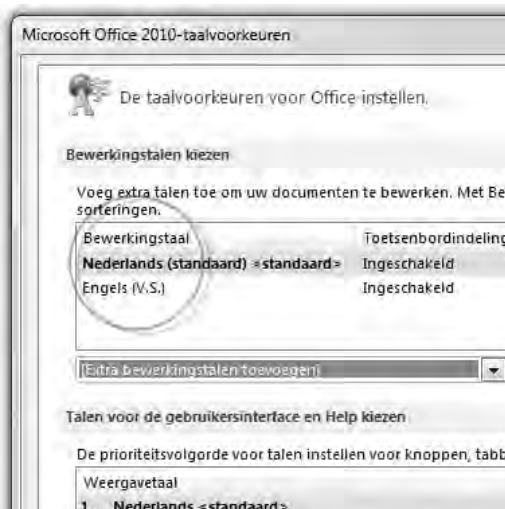 Microsoft Office 2010-taalvoorkeuren
De taalvoorkeuren voor Office instellen.
Bewerkingstalen kiezen
Voeg extra talen toe om uw documenten te bewerken. Met Be
sorteringen.
Bewerkingstaal Toetsenbordindeling
Nederlands (standaard) <standaard> Ingeschakeld
Engels (V.S.) Ingeschakeld
[Extra bewerkingstalen toevoegen]
Talen voor de gebruikersinterface en Help kiezen
De prioriteitsvolgorde voor talen instellen voor knoppen, tabb
Weergavetaal
1. Nederlands <standaard>